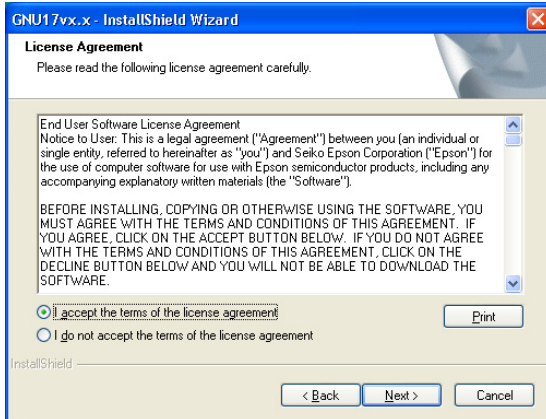 GNU17vx.x - InstallShield Wizard
License Agreement
Please read the following license agreement carefully.
End User Software License Agreement
Notice to User: This is a legal agreement ("Agreement") between you (an individual or
single entity, referred to hereinafter as "you") and Seiko Epson Corporation ("Epson") for
the use of computer software for use with Epson semiconductor products, including any
accompanying explanatory written materials (the "Software").
BEFORE INSTALLING, COPYING OR OTHERWISE USING THE SOFTWARE, YOU
MUST AGREE WITH THE TERMS AND CONDITIONS OF THIS AGREEMENT.  IF
YOU AGREE, CLICK ON THE ACCEPT BUTTON BELOW.  IF YOU DO NOT AGREE
WITH THE TERMS AND CONDITIONS OF THIS AGREEMENT, CLICK ON THE
DECLINE BUTTON BELOW AND YOU WILL NOT BE ABLE TO DOWNLOAD THE
SOFTWARE.
I accept the terms of the license agreement
Print
I do not accept the terms of the license agreement
InstallShield
< Back
Next >
Cancel